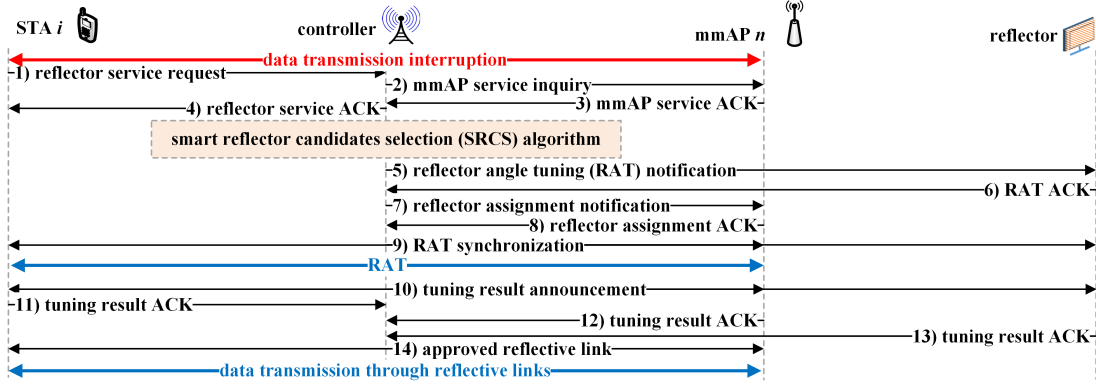 STA i
controller
mmAP n
reflector
data transmission interruption
1) reflector service request
2) mmAP service inquiry
3) mmAP service ACK
4) reflector service ACK
smart reflector candidates selection (SRCS) algorithm
5) reflector angle tuning (RAT) notification
6) RAT ACK
7) reflector assignment notification
8) reflector assignment ACK
9) RAT synchronization
RAT
10) tuning result announcement
11) tuning result ACK
12) tuning result ACK
13) tuning result ACK
14) approved reflective link
data transmission through reflective links